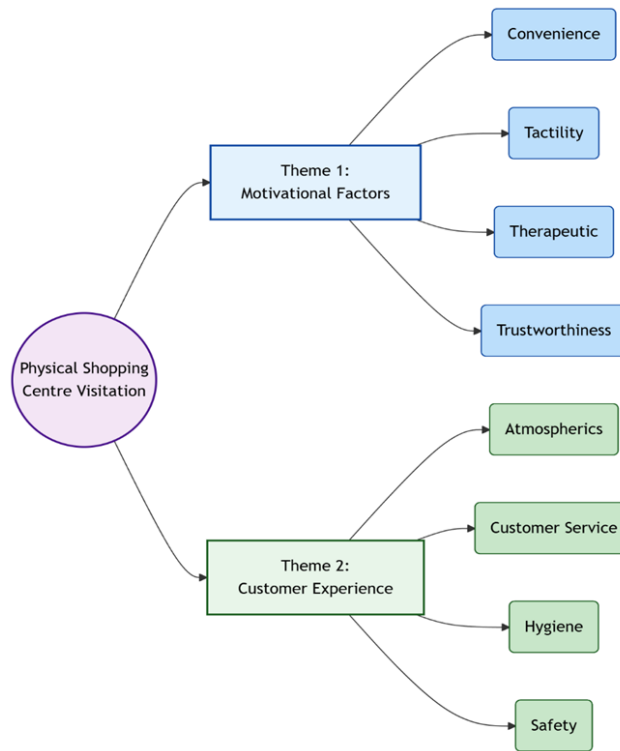 Convenience
Tactility
Theme 1:
Motivational Factors
Therapeutic
Trustworthiness
Physical Shopping
Centre Visitation
Atmospherics
Customer Service
Theme 2:
Customer Experience
Hygiene
Safety